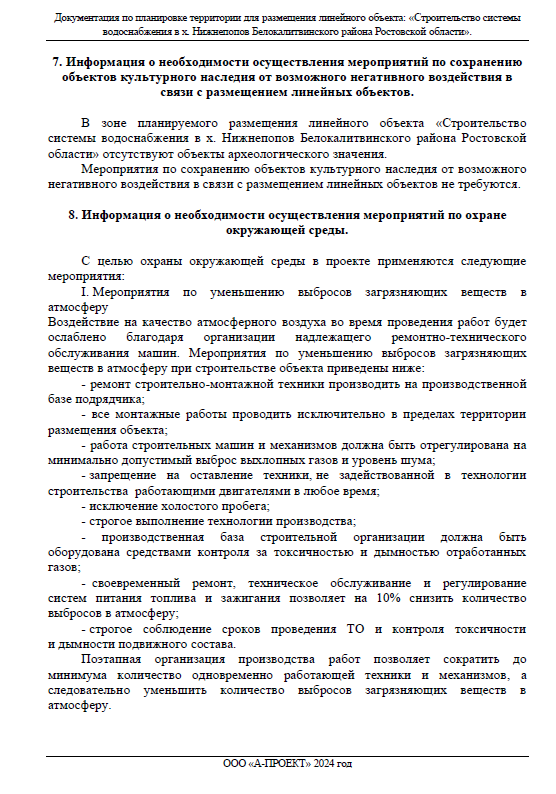 Документация по планировке территории для размещения линейного объекта: «Строительство системы
водоснабжения в х. Нижнепопов Белокалитвинского района Ростовской области».
7. Информация о необходимости осуществления мероприятий по сохранению
объектов культурного наследия от возможного негативного воздействия в
связи с размещением линейных объектов.
В зоне планируемого размещения линейного объекта «Строительство
системы водоснабжения в х. Нижнепопов Белокалитвинского района Ростовской
области» отсутствуют объекты археологического значения.
Мероприятия по сохранению объектов культурного наследия от возможного
негативного воздействия в связи с размещением линейных объектов не требуются.
8. Информация о необходимости осуществления мероприятий по охране
окружающей среды.
С целью охраны окружающей среды в проекте применяются следующие
мероприятия:
I. Мероприятия по уменьшению выбросов загрязняющих веществ в
атмосферу
Воздействие на качество атмосферного воздуха во время проведения работ будет
ослаблено благодаря организации надлежащего ремонтно-технического
обслуживания машин. Мероприятия по уменьшению выбросов загрязняющих
веществ в атмосферу при строительстве объекта приведены ниже:
- ремонт строительно-монтажной техники производить на производственной
базе подрядчика;
- все монтажные работы проводить исключительно в пределах территории
размещения объекта;
- работа строительных машин и механизмов должна быть отрегулирована на
минимально допустимый выброс выхлопных газов и уровень шума;
- запрещение на оставление техники, не задействованной в технологии
строительства работающими двигателями в любое время;
- исключение холостого пробега;
- строгое выполнение технологии производства;
- производственная база строительной организации должна быть
оборудована средствами контроля за токсичностью и дымностью отработанных
газов;
- своевременный ремонт, техническое обслуживание и регулирование
систем питания топлива и зажигания позволяет на 10% снизить количество
выбросов в атмосферу;
- строгое соблюдение сроков проведения ТО и контроля токсичности
и дымности подвижного состава.
Поэтапная организация производства работ позволяет сократить до
минимума количество одновременно работающей техники и механизмов, а
следовательно уменьшить количество выбросов загрязняющих веществ в
атмосферу.
ООО «А-ПРОЕКТ» 2024 год